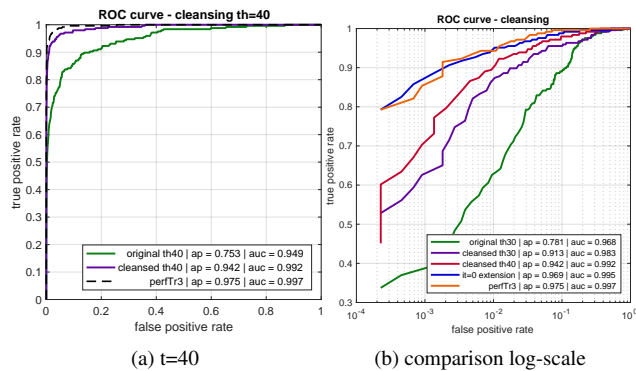 ROC curve - cleansing th=40
1
0.9
0.8
0.7
0.6
0.5
0.4
0.3
0.2
0.1
0
true positive rate
original th40 | ap = 0.753 | auc = 0.949
cleansed th40 | ap = 0.942 | auc = 0.992
perfTr3 | ap = 0.975 | auc = 0.997
0 0.2 0.4 0.6 0.8 1
false positive rate
(a) t=40
ROC curve - cleansing
1
0.9
0.8
0.7
0.6
0.5
0.4
0.3
true positive rate
original th30 | ap = 0.781 | auc = 0.968
cleansed th30 | ap = 0.913 | auc = 0.983
cleansed th40 | ap = 0.942 | auc = 0.992
it=0 extension | ap = 0.969 | auc = 0.995
perfTr3 | ap = 0.975 | auc = 0.997
10⁻⁴ 10⁻³ 10⁻² 10⁻¹ 10⁰
false positive rate
(b) comparison log-scale